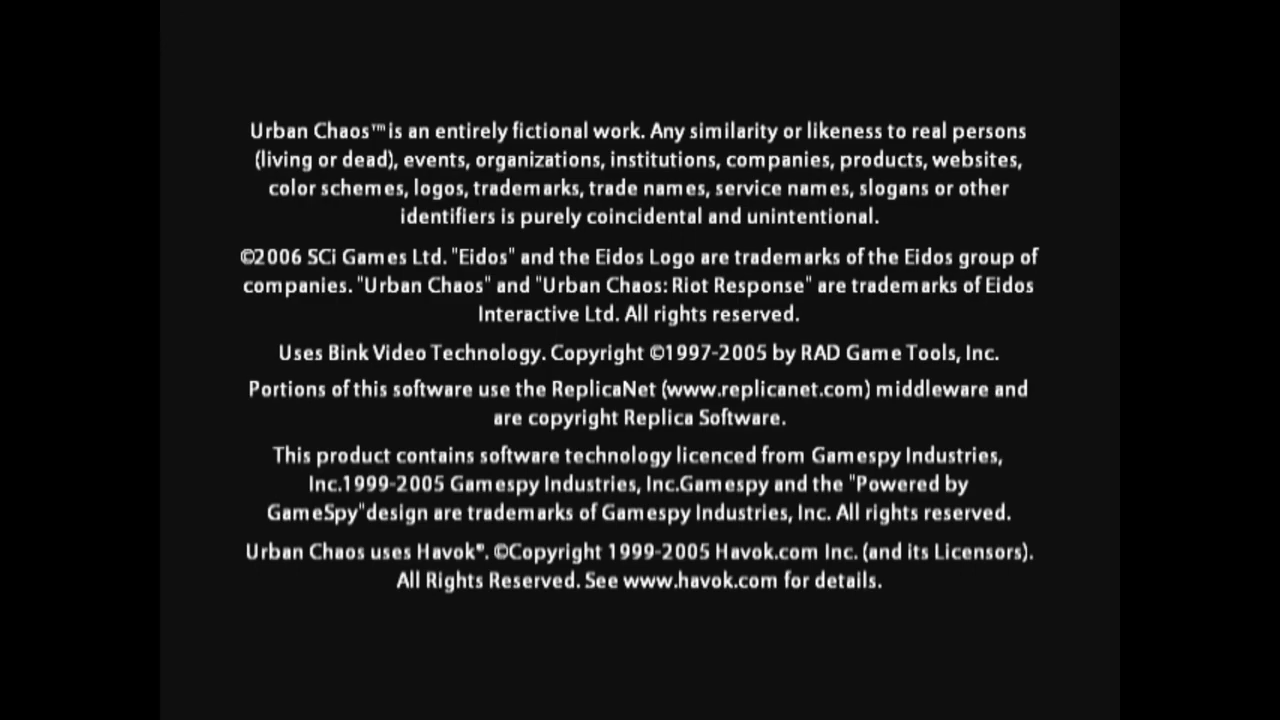 Urban Chaos™ is an entirely fictional work. Any similarity or likeness to real persons
(living or dead), events, organizations, institutions, companies, products, websites,
color schemes, logos, trademarks, trade names, service names, slogans or other
identifiers is purely coincidental and unintentional.
©2006 SCi Games Ltd. "Eidos" and the Eidos Logo are trademarks of the Eidos group of
companies. "Urban Chaos" and "Urban Chaos: Riot Response" are trademarks of Eidos
Interactive Ltd. All rights reserved.
Uses Bink Video Technology. Copyright ©1997-2005 by RAD Game Tools, Inc.
Portions of this software use the ReplicaNet (www.replicanet.com) middleware and
are copyright Replica Software.
This product contains software technology licenced from Gamespy Industries,
Inc.1999-2005 Gamespy Industries, Inc.Gamespy and the "Powered by
GameSpy"design are trademarks of Gamespy Industries, Inc. All rights reserved.
Urban Chaos uses Havok®. ©Copyright 1999-2005 Havok.com Inc. (and its Licensors).
All Rights Reserved. See www.havok.com for details.